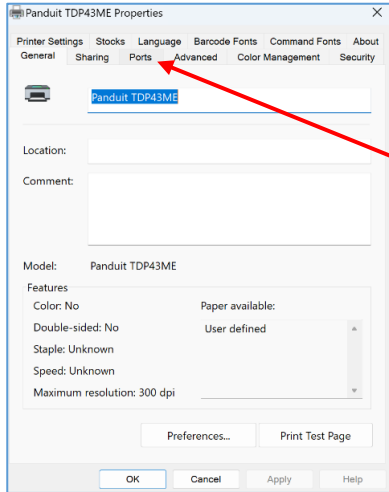 Panduit TDP43ME Properties
Printer Settings Stocks Language Barcode Fonts Command Fonts About
General Sharing Ports Advanced Color Management Security
Panduit TDP43ME
Location:
Comment:
Model: Panduit TDP43ME
Features
Color: No Paper available:
Double-sided: No User defined
Staple: Unknown
Speed: Unknown
Maximum resolution: 300 dpi
Preferences... Print Test Page
OK Cancel Apply Help